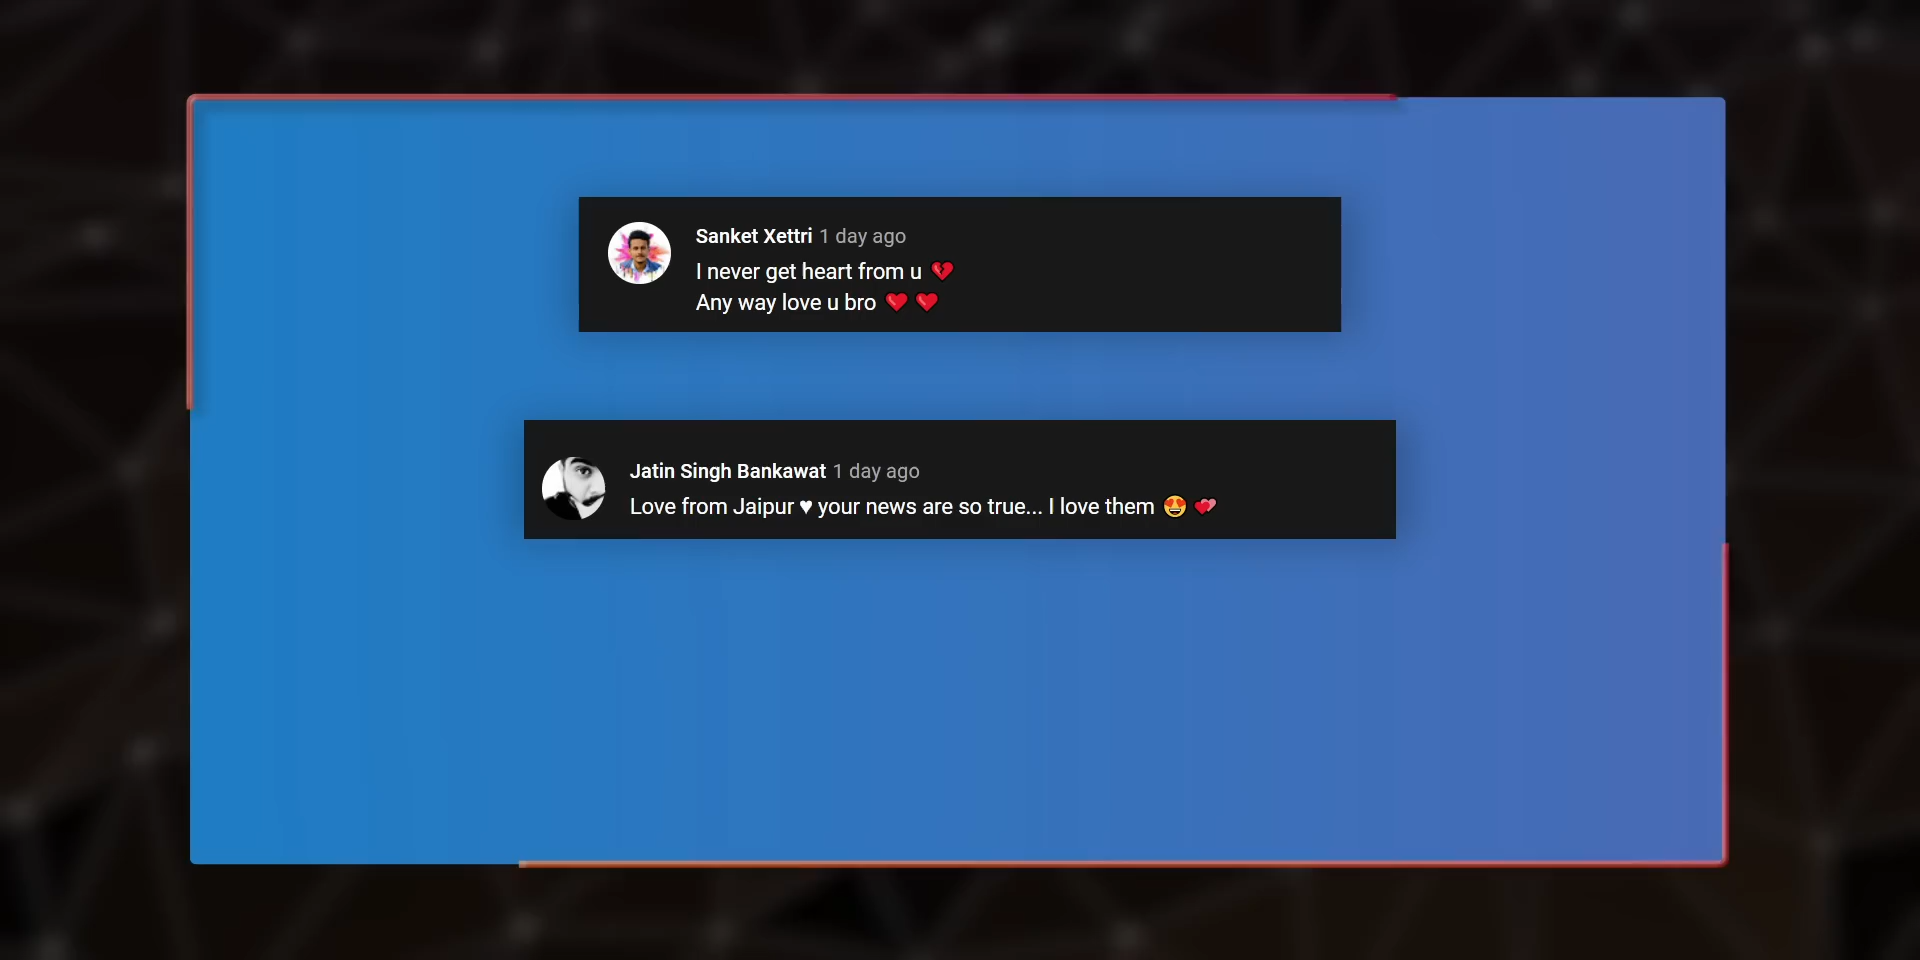 Sanket Xettri 1 day ago
I never get heart from u 💔
Any way love u bro ❤️ ❤️
Jatin Singh Bankawat 1 day ago
Love from Jaipur ♥ your news are so true... I love them 😍 💕